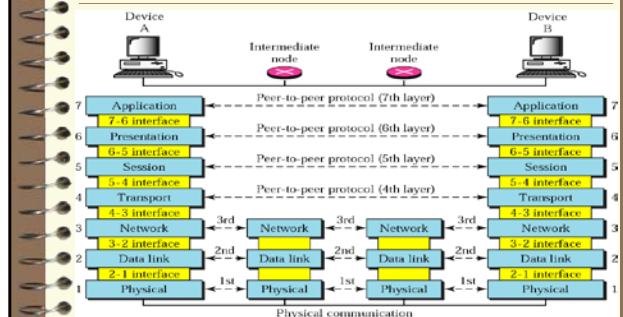 Device
A
Device
B
Intermediate
node
Intermediate
node
7 Application Peer-to-peer protocol (7th layer) Application 7
7-6 interface 7-6 interface
6 Presentation Peer-to-peer protocol (6th layer) Presentation 6
6-5 interface 6-5 interface
5 Session Peer-to-peer protocol (5th layer) Session 5
5-4 interface 5-4 interface
4 Transport Peer-to-peer protocol (4th layer) Transport 4
4-3 interface 4-3 interface
3 Network 3rd Network 3rd Network 3rd Network 3
3-2 interface 3-2 interface
2 Data link 2nd Data link 2nd Data link 2nd Data link 2
2-1 interface 2-1 interface
1 Physical 1st Physical 1st Physical 1st Physical 1
Physical communication